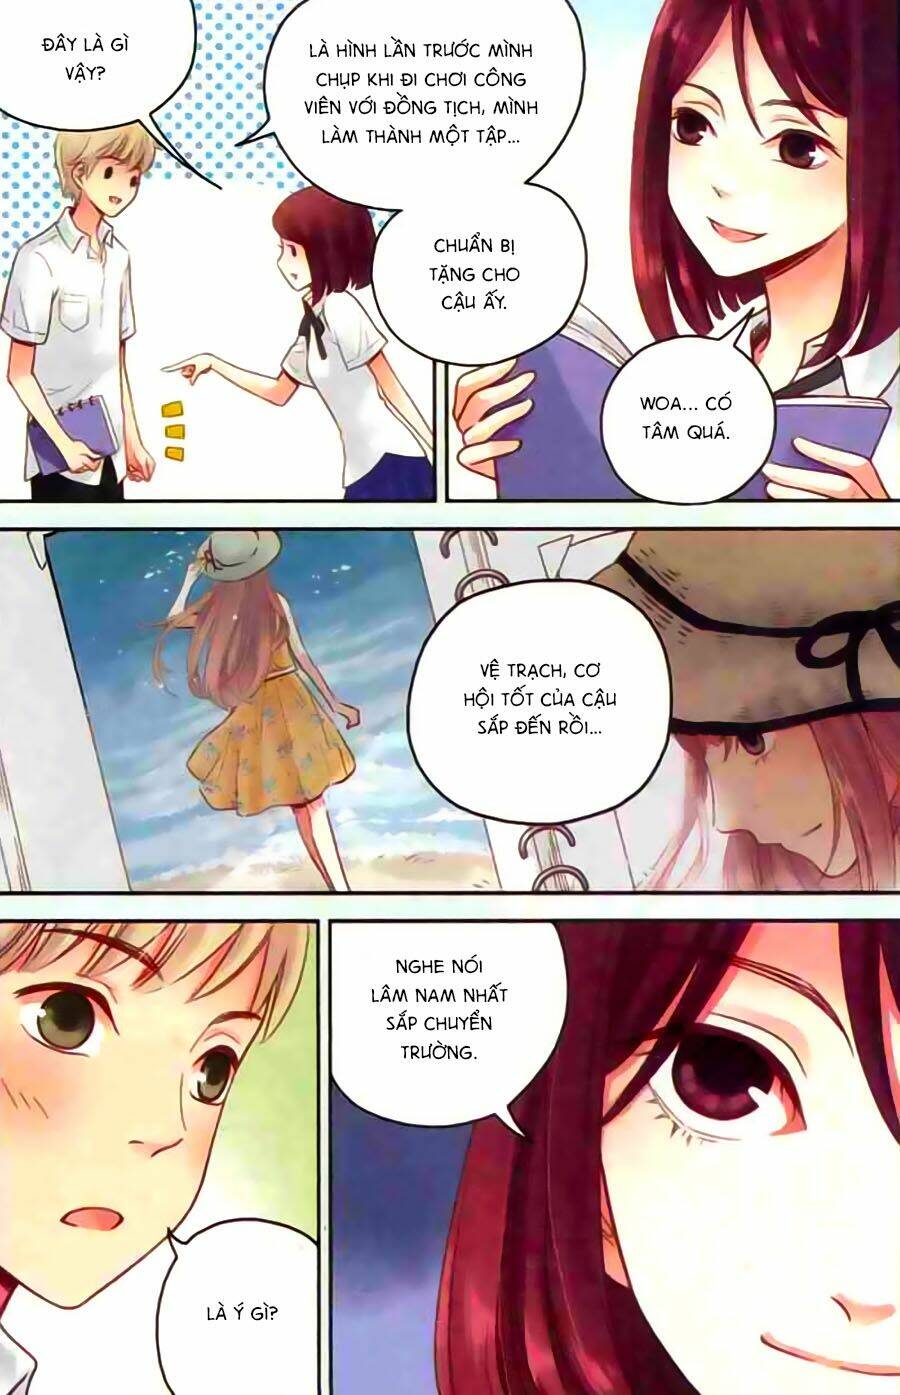 ĐÂY LÀ GÌ
VẬY?
LÀ HÌNH LẦN TRƯỚC MÌNH
CHỤP KHI ĐI CHƠI CÔNG
VIÊN VỚI ĐỒNG TỊCH, MÌNH
LÀM THÀNH MỘT TẬP...
CHUẨN BỊ
TẶNG CHO
CẬU ẤY.
WOA... CÓ
TÂM QUÁ.
VỆ TRẠCH, CƠ
HỘI TỐT CỦA CẬU
SẮP ĐẾN RỒI...
NGHE NÓI
LÂM NAM NHẤT
SẮP CHUYỂN
TRƯỜNG.
LÀ Ý GÌ?